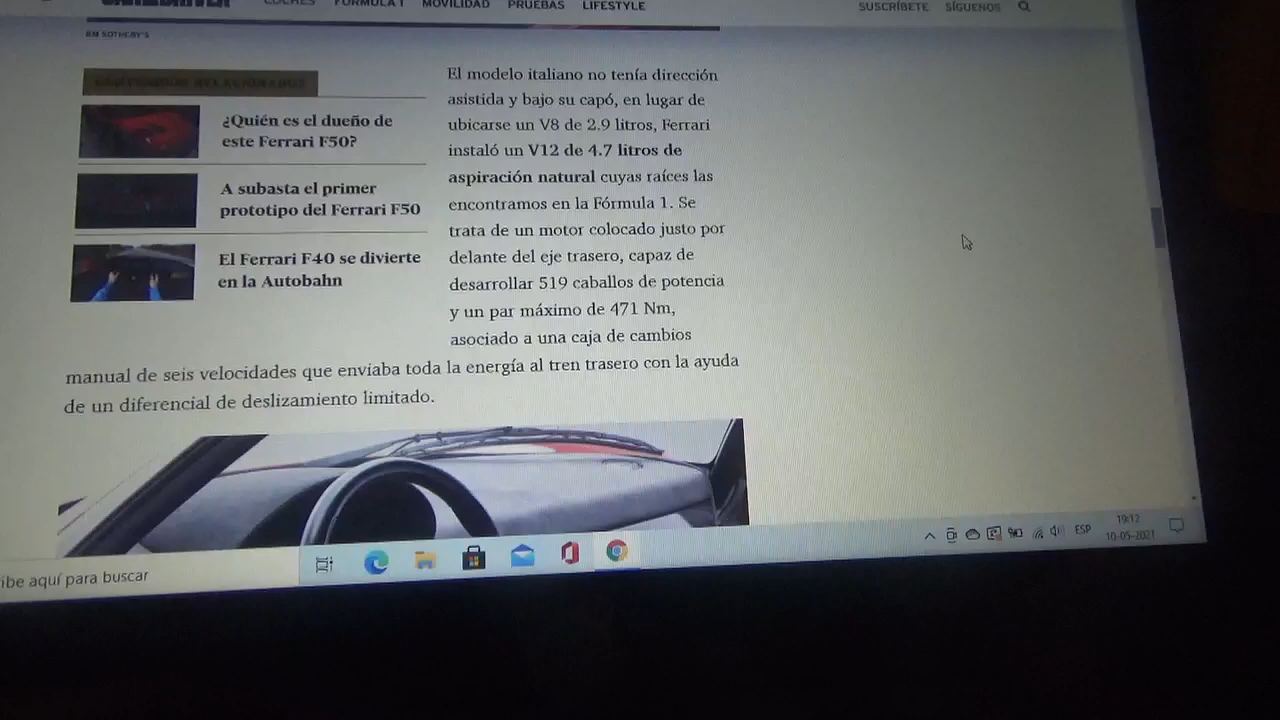 COCHES FÓRMULA 1 MOVILIDAD PRUEBAS LIFESTYLE SUSCRÍBETE SÍGUENOS
RM SOTHEBY'S
CONTENIDOS RELACIONADOS
¿Quién es el dueño de
este Ferrari F50?
A subasta el primer
prototipo del Ferrari F50
El Ferrari F40 se divierte
en la Autobahn
El modelo italiano no tenía dirección
asistida y bajo su capó, en lugar de
ubicarse un V8 de 2.9 litros, Ferrari
instaló un V12 de 4.7 litros de
aspiración natural cuyas raíces las
encontramos en la Fórmula 1. Se
trata de un motor colocado justo por
delante del eje trasero, capaz de
desarrollar 519 caballos de potencia
y un par máximo de 471 Nm,
asociado a una caja de cambios
manual de seis velocidades que enviaba toda la energía al tren trasero con la ayuda
de un diferencial de deslizamiento limitado.
ibe aquí para buscar
ESP
19:12
10-05-2021